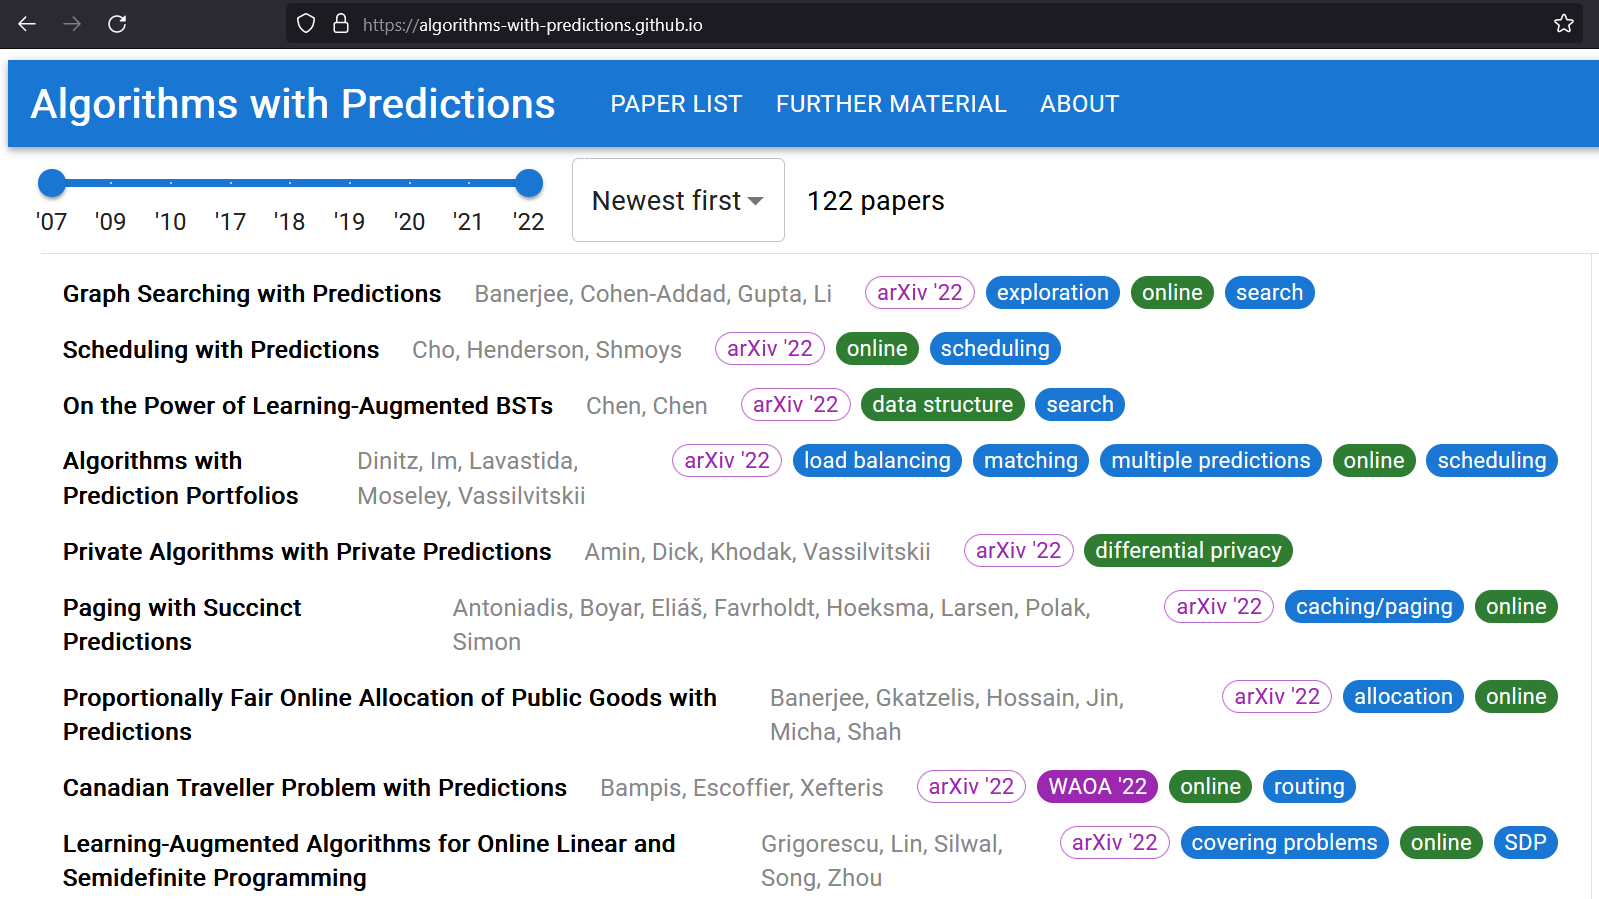 https://algorithms-with-predictions.github.io
Algorithms with Predictions PAPER LIST FURTHER MATERIAL ABOUT
'07 '09 '10 '17 '18 '19 '20 '21 '22 Newest first 122 papers
Graph Searching with Predictions Banerjee, Cohen-Addad, Gupta, Li arXiv '22 exploration online search
Scheduling with Predictions Cho, Henderson, Shmoys arXiv '22 online scheduling
On the Power of Learning-Augmented BSTs Chen, Chen arXiv '22 data structure search
Algorithms with Dinitz, Im, Lavastida, arXiv '22 load balancing matching multiple predictions online scheduling
Prediction Portfolios Moseley, Vassilvitskii
Private Algorithms with Private Predictions Amin, Dick, Khodak, Vassilvitskii arXiv '22 differential privacy
Paging with Succinct Antoniadis, Boyar, Eliáš, Favrholdt, Hoeksma, Larsen, Polak, arXiv '22 caching/paging online
Predictions Simon
Proportionally Fair Online Allocation of Public Goods with Banerjee, Gkatzelis, Hossain, Jin, arXiv '22 allocation online
Predictions Micha, Shah
Canadian Traveller Problem with Predictions Bampis, Escoffier, Xefteris arXiv '22 WAOA '22 online routing
Learning-Augmented Algorithms for Online Linear and Grigorescu, Lin, Silwal, arXiv '22 covering problems online SDP
Semidefinite Programming Song, Zhou